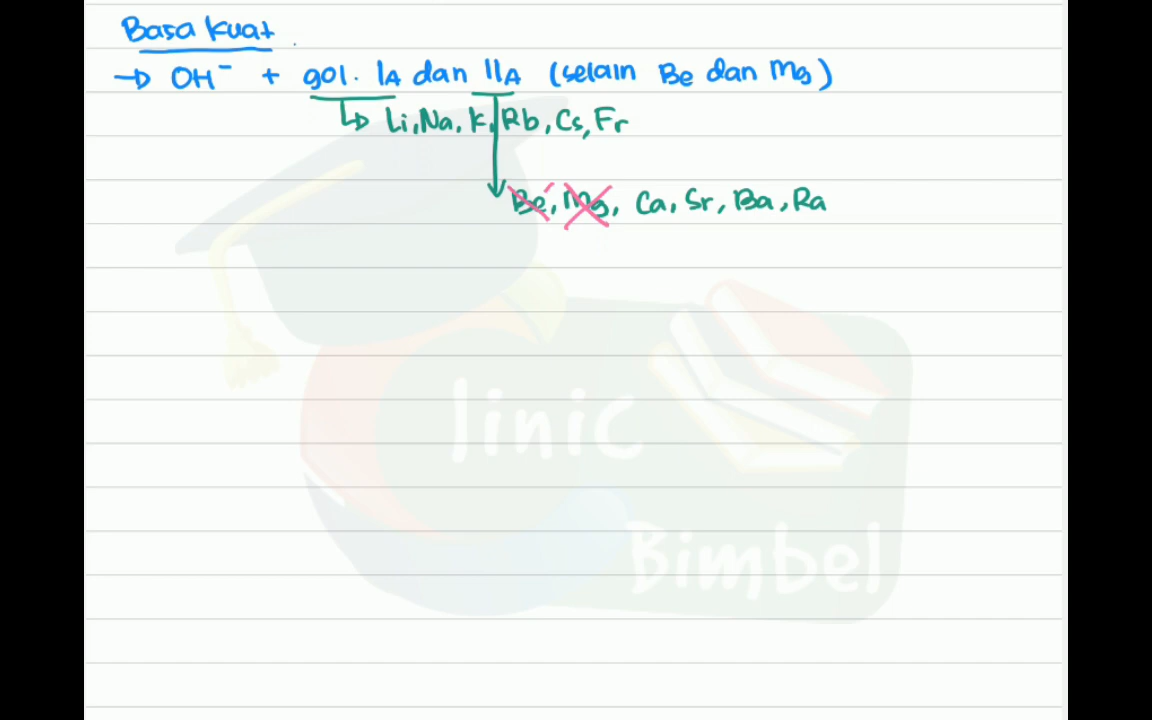 Basa Kuat
→ OH⁻ + gol. IA dan IIA (selain Be dan Mg)
↳ Li, Na, K, Rb, Cs, Fr
Be, Mg, Ca, Sr, Ba, Ra
linic
Bimbel